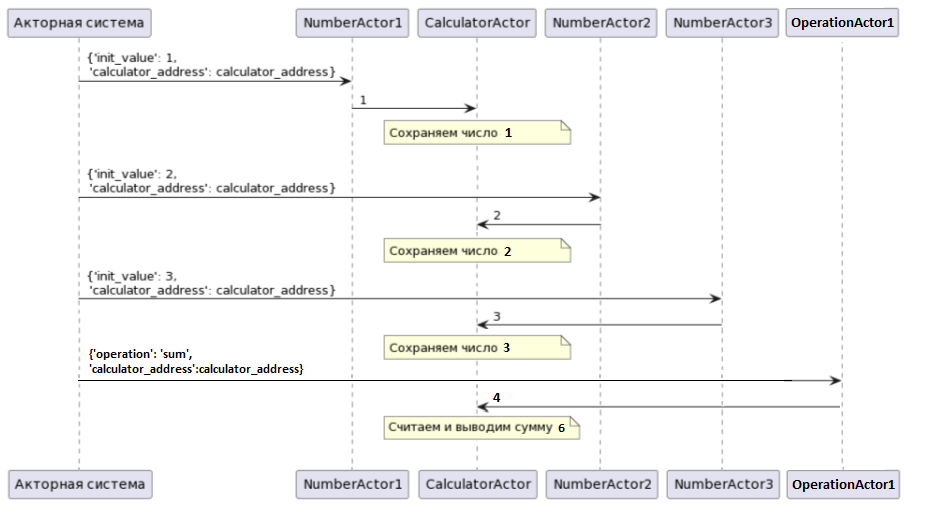 Акторная система NumberActor1 CalculatorActor NumberActor2 NumberActor3 OperationActor1
{'init_value': 1,
'calculator_address': calculator_address}
1
Сохраняем число 1
{'init_value': 2,
'calculator_address': calculator_address}
2
Сохраняем число 2
{'init_value': 3,
'calculator_address': calculator_address}
3
Сохраняем число 3
{'operation': 'sum',
'calculator_address':calculator_address}
4
Считаем и выводим сумму 6
Акторная система NumberActor1 CalculatorActor NumberActor2 NumberActor3 OperationActor1